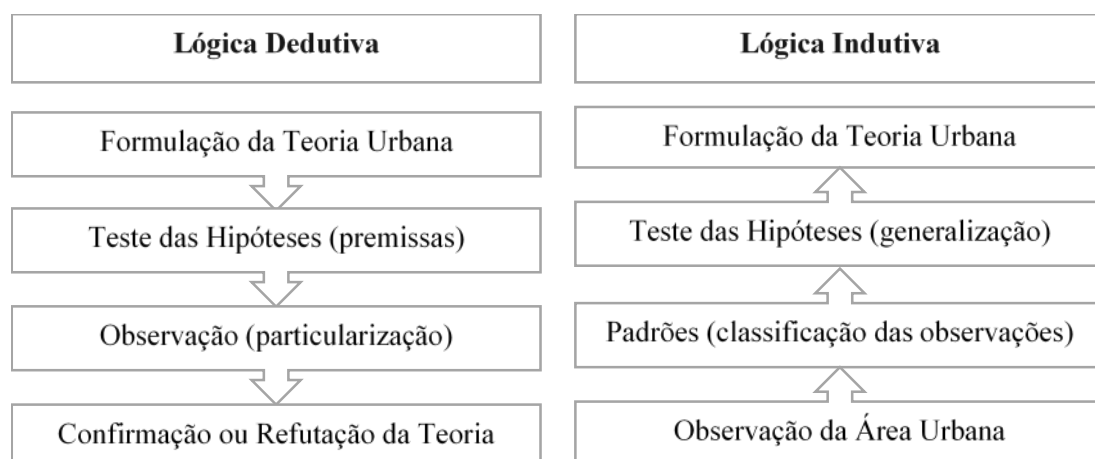 Lógica Dedutiva
Formulação da Teoria Urbana
Teste das Hipóteses (premissas)
Observação (particularização)
Confirmação ou Refutação da Teoria
Lógica Indutiva
Formulação da Teoria Urbana
Teste das Hipóteses (generalização)
Padrões (classificação das observações)
Observação da Área Urbana